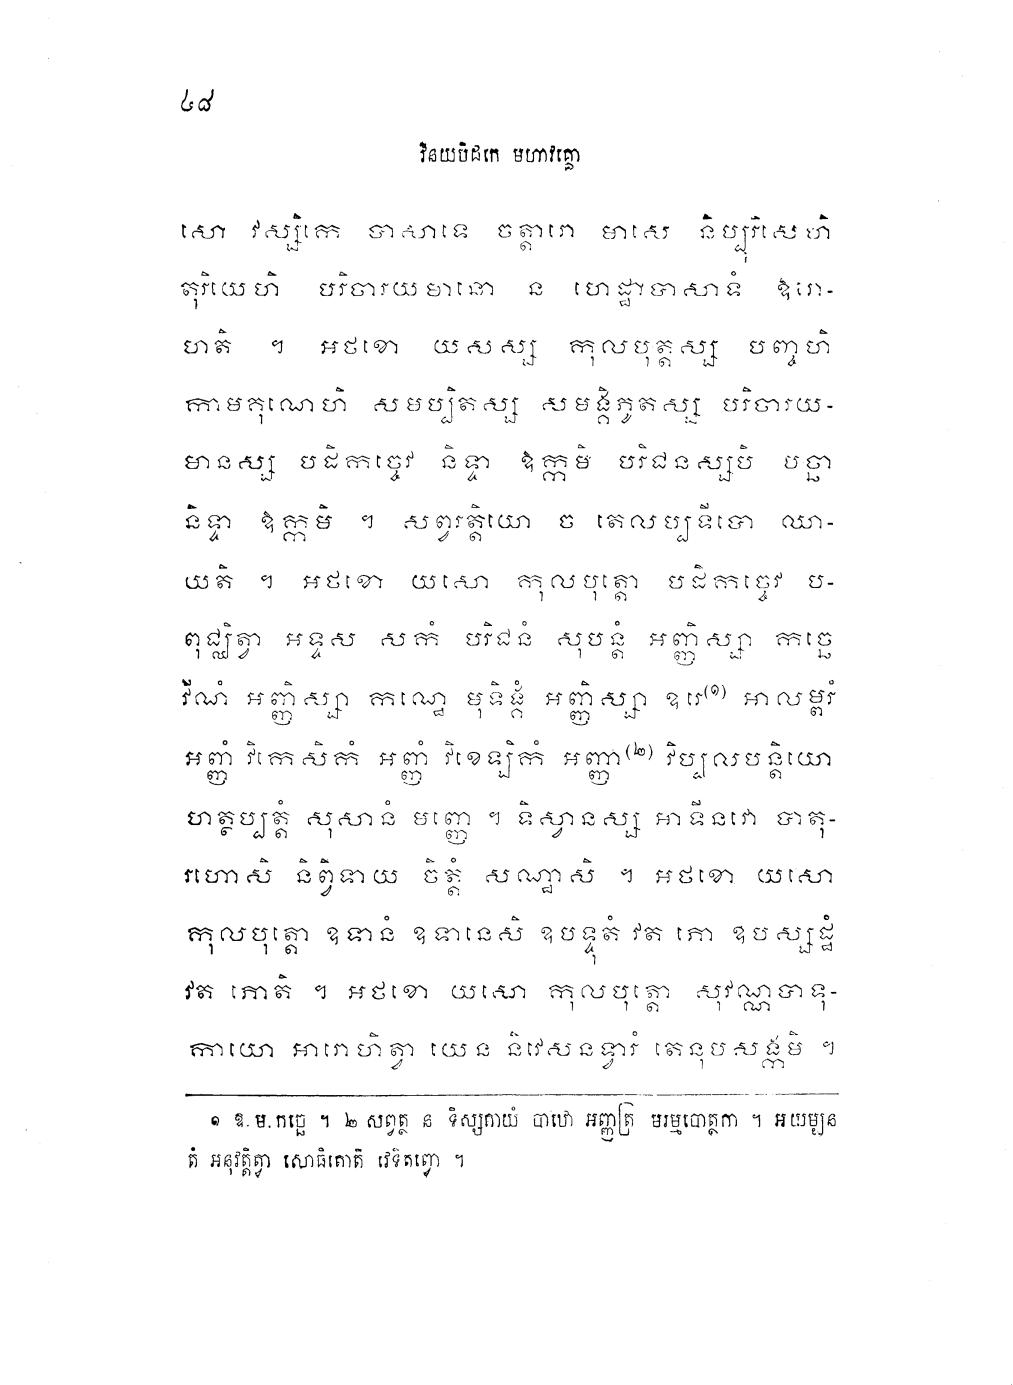 ៤៨
វិនយបិដកេ មហាវគ្គោ
សោ វស្សិកេ បាសាទេ ចត្តារោ មាសេ និប្បុរិសេហិ
តុរិយេហិ បរិចារយមានោ ន ហេដ្ឋាបាសាទំ ឱរោ-
ហតិ ។ អថខោ យសស្ស កុលបុត្តស្ស បញ្ចហិ
កាមគុណេហិ សមប្បិតស្ស សមង្គិភូតស្ស បរិចារយ-
មានស្ស បដិកច្ចេវ និទ្ទា ឱក្កមិ បរិជនស្សបិ បច្ឆា
និទ្ទា ឱក្កមិ ។ សព្វរត្តិយោ ច តេលប្បទីបោ ឈា-
យតិ ។ អថខោ យសោ កុលបុត្តោ បដិកច្ចេវ ប-
ពុជ្ឈិត្វា អទ្ទស សកំ បរិជនំ សុបន្តំ អញ្ញិស្សា កច្ឆេ
វីណំ អញ្ញិស្សា កណ្ឋេ មុទិង្គំ អញ្ញិស្សា ឧរេ(១) អាលម្ពរំ
អញ្ញំ វិកេសិកំ អញ្ញំ វិខេឡិកំ អញ្ញា(២) វិប្បលបន្តិយោ
ហត្ថប្បត្តំ សុសានំ មញ្ញេ ។ ទិស្វានស្ស អាទីនវោ បាតុ-
រហោសិ និព្វិទាយ ចិត្តំ សណ្ឋាសិ ។ អថខោ យសោ
កុលបុត្តោ ឧទានំ ឧទានេសិ ឧបទ្ទុតំ វត ភោ ឧបស្សដ្ឋំ
វត ភោតិ ។ អថខោ យសោ កុលបុត្តោ សុវណ្ណបាទុ-
កាយោ អារោហិត្វា យេន និវេសនទ្វារំ តេនុបសង្កមិ ។
១ ឱ. ម. កច្ឆេ ។ ២ សព្វត្ថ ន ទិស្សតាយំ បាឋោ អញ្ញត្រ មរម្មបោត្ថកា ។ អយម្បន
តំ អនុវត្តិត្វា សោធិតោតិ វេទិតព្វោ ។